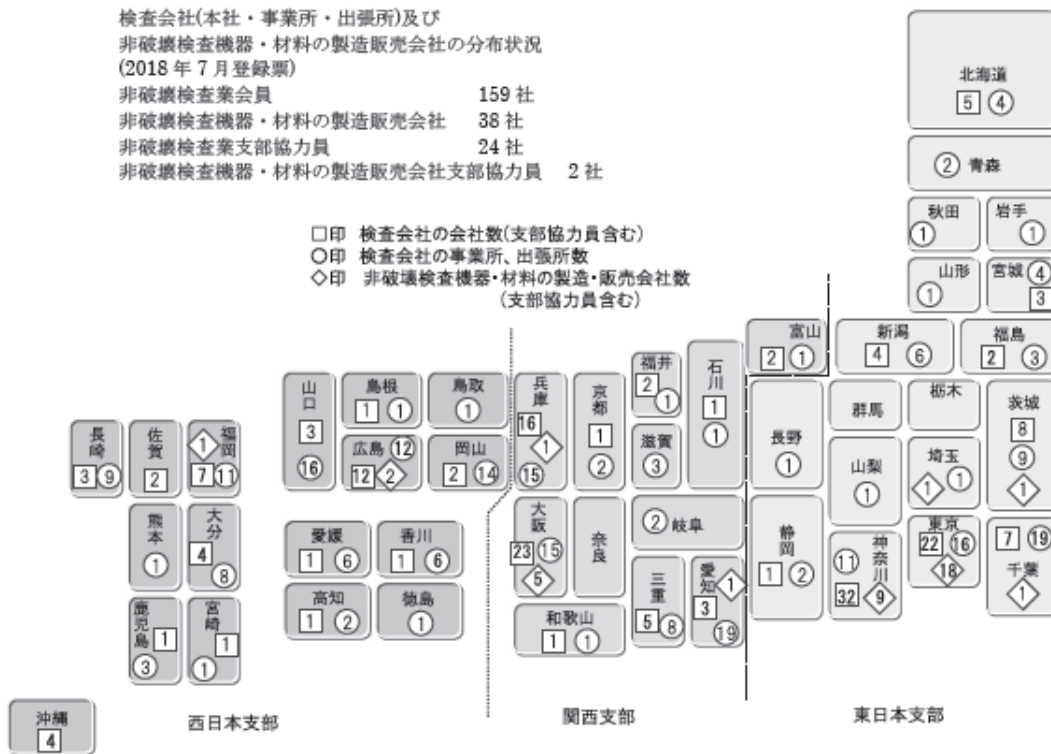 検査会社(本社・事業所・出張所)及び
非破壊検査機器・材料の製造販売会社の分布状況
(2018年7月登録票)
非破壊検査業会員 159社
非破壊検査機器・材料の製造販売会社 38社
非破壊検査業支部協力員 24社
非破壊検査機器・材料の製造販売会社支部協力員 2社
□印 検査会社の会社数(支部協力員含む)
○印 検査会社の事業所、出張所数
◇印 非破壊検査機器・材料の製造・販売会社数
(支部協力員含む)
北海道
5 4
2 青森
秋田
1
岩手
1
山形
1
宮城 4
3
富山
2 1
新潟
4 6
福島
2 3
山口
3
16
島根
1 1
鳥取
1
広島 12
12 2
岡山
2 14
兵庫
16
1
15
京都
1
2
福井
2
1
滋賀
3
石川
1
1
長野
1
群馬
栃木
茨城
8
9
1
山梨
1
埼玉
1 1
長崎
3 9
佐賀
2
福岡
1
7 11
熊本
1
大分
4
8
鹿児島
1
3
宮崎
1
1
沖縄
4
愛媛
1 6
香川
1 6
高知
1 2
徳島
1
大阪
23 15
5
奈良
和歌山
1 1
2 岐阜
三重
5 8
愛知
1
3
19
静岡
1 2
神奈川
11
32 9
東京
22 16
18
7 19
千葉
1
西日本支部
関西支部
東日本支部